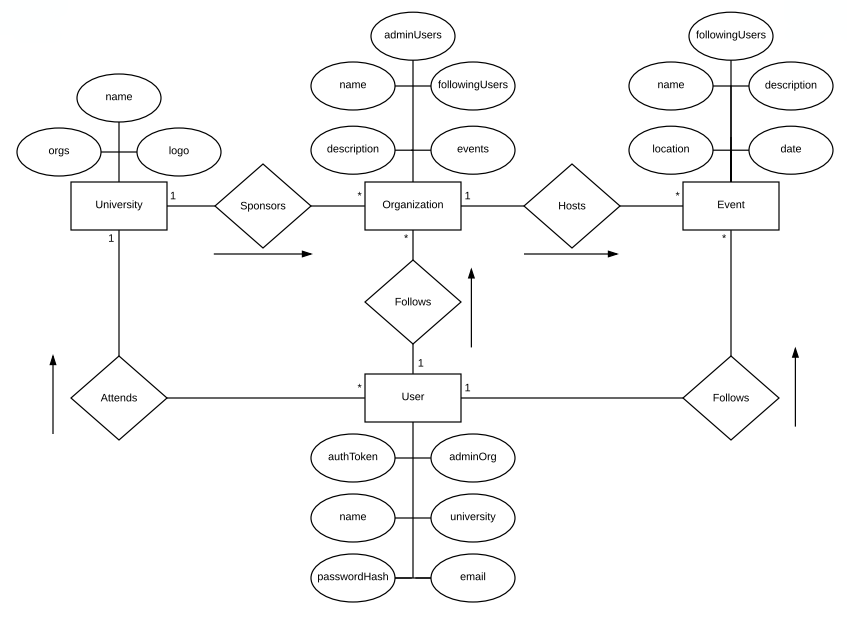 adminUsers
followingUsers
name
followingUsers
name
description
name
orgs
logo
description
events
location
date
University
1
Sponsors
*
Organization
1
Hosts
*
Event
1
*
*
Follows
1
Attends
*
User
1
Follows
authToken
adminOrg
name
university
passwordHash
email